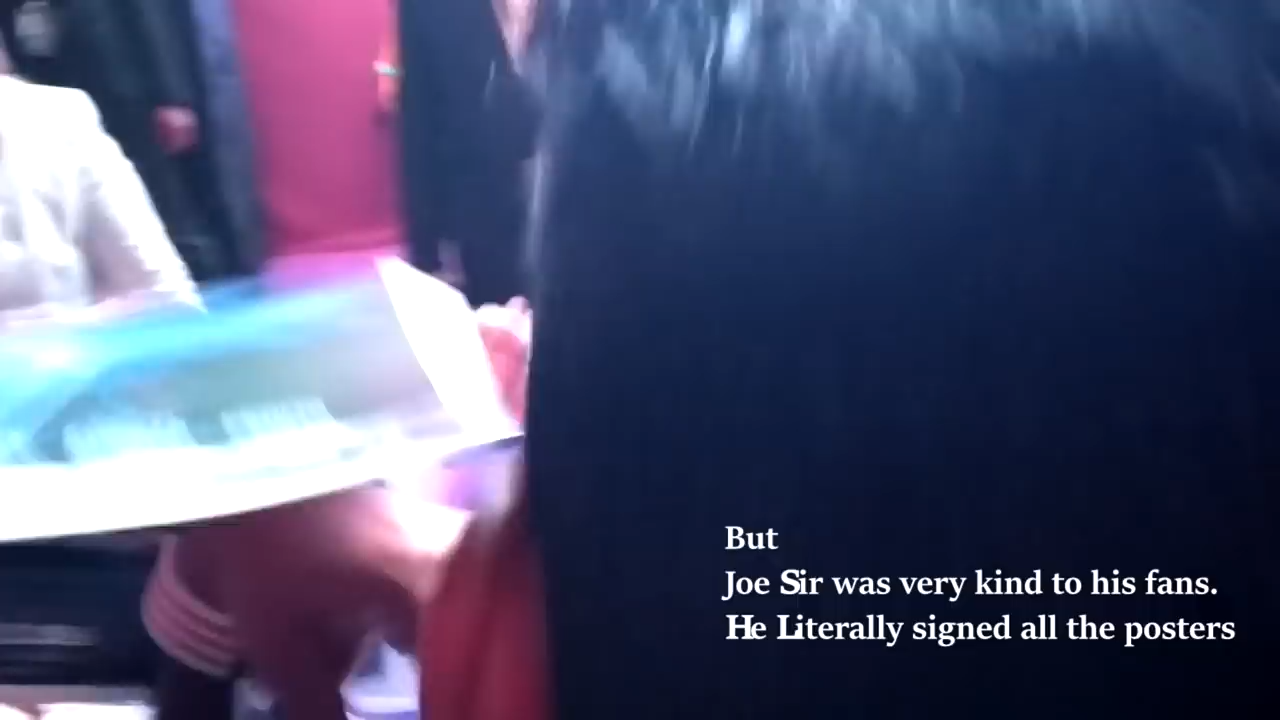 But
Joe Sir was very kind to his fans.
He Literally signed all the posters